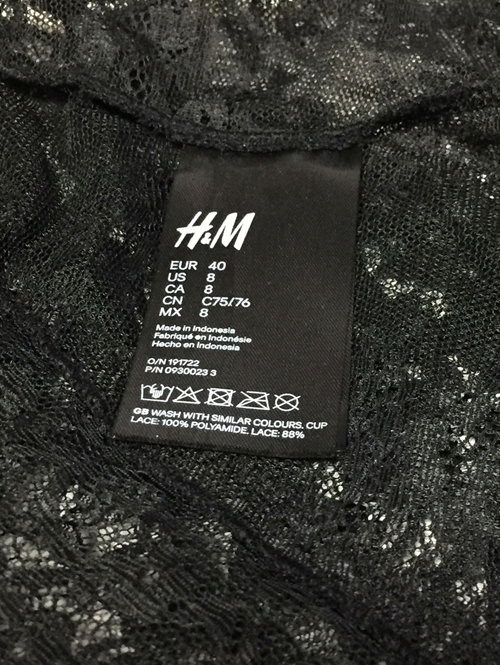 H&M
EUR 40
US 8
CA 8
CN C75/76
MX 8
Made in Indonesia
Fabriqué en Indonésie
Hecho en Indonesia
O/N 191722
P/N 0930023 3
GB WASH WITH SIMILAR COLOURS. CUP
LACE: 100% POLYAMIDE. LACE: 88%